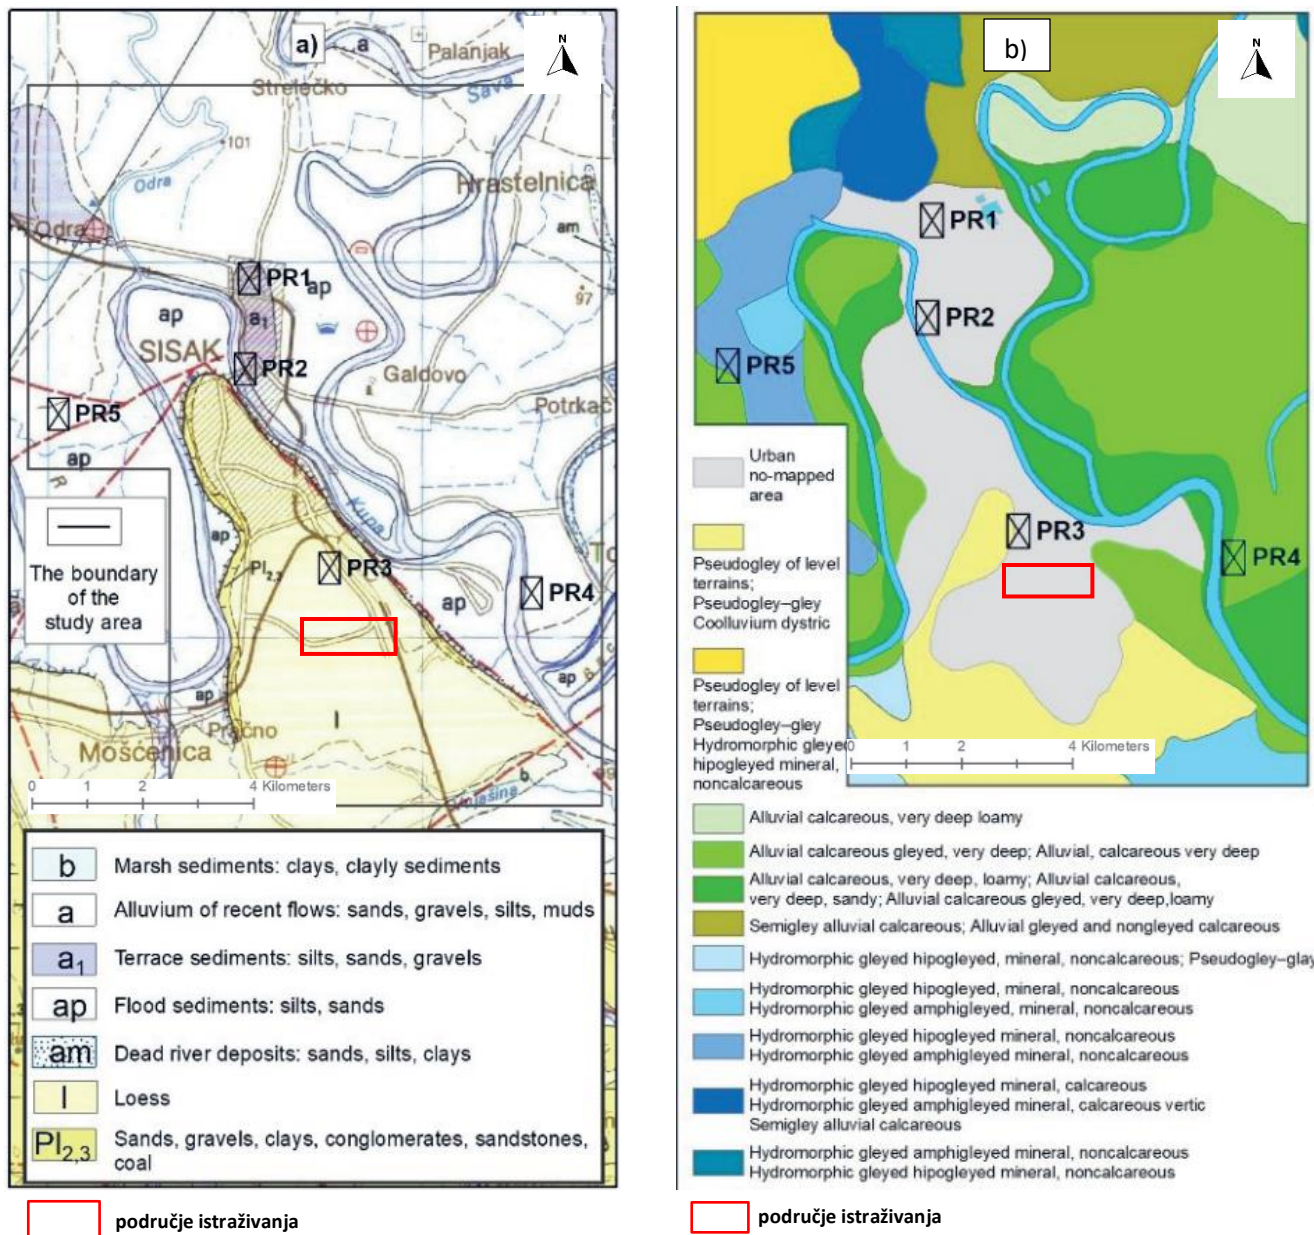 a)
N
a
Palanjak
Strelečko
Sava
101
Odra
Hrastelnica
Odra
am
PR1
ap
97
ap
a1
SISAK
PR2
Galdovo
Potrkač
PR5
ap
R
Kupa
ap
The boundary
of the
study area
Pl2,3
PR3
ap
PR4
To
ap
l
ap
Pračno
Mošćenica
b
99
0 1 2 4 Kilometers
b Marsh sediments: clays, clayly sediments
a Alluvium of recent flows: sands, gravels, silts, muds
a1 Terrace sediments: silts, sands, gravels
ap Flood sediments: silts, sands
am Dead river deposits: sands, silts, clays
l Loess
Pl2,3 Sands, gravels, clays, conglomerates, sandstones,
coal
područje istraživanja
b)
N
PR1
PR2
PR5
PR3
PR4
Urban
no-mapped
area
Pseudogley of level
terrains;
Pseudogley–gley
Coolluvium dystric
Pseudogley of level
terrains;
Pseudogley–gley
Hydromorphic gleyed
hipogleyed mineral,
noncalcareous
0 1 2 4 Kilometers
Alluvial calcareous, very deep loamy
Alluvial calcareous gleyed, very deep; Alluvial, calcareous very deep
Alluvial calcareous, very deep, loamy; Alluvial calcareous,
very deep, sandy; Alluvial calcareous gleyed, very deep,loamy
Semigley alluvial calcareous; Alluvial gleyed and nongleyed calcareous
Hydromorphic gleyed hipogleyed, mineral, noncalcareous; Pseudogley–glay
Hydromorphic gleyed hipogleyed, mineral, noncalcareous
Hydromorphic gleyed amphigleyed, mineral, noncalcareous
Hydromorphic gleyed hipogleyed mineral, noncalcareous
Hydromorphic gleyed amphigleyed mineral, noncalcareous
Hydromorphic gleyed hipogleyed mineral, calcareous
Hydromorphic gleyed amphigleyed mineral, calcareous vertic
Semigley alluvial calcareous
Hydromorphic gleyed amphigleyed mineral, noncalcareous
Hydromorphic gleyed hipogleyed mineral, noncalcareous
područje istraživanja